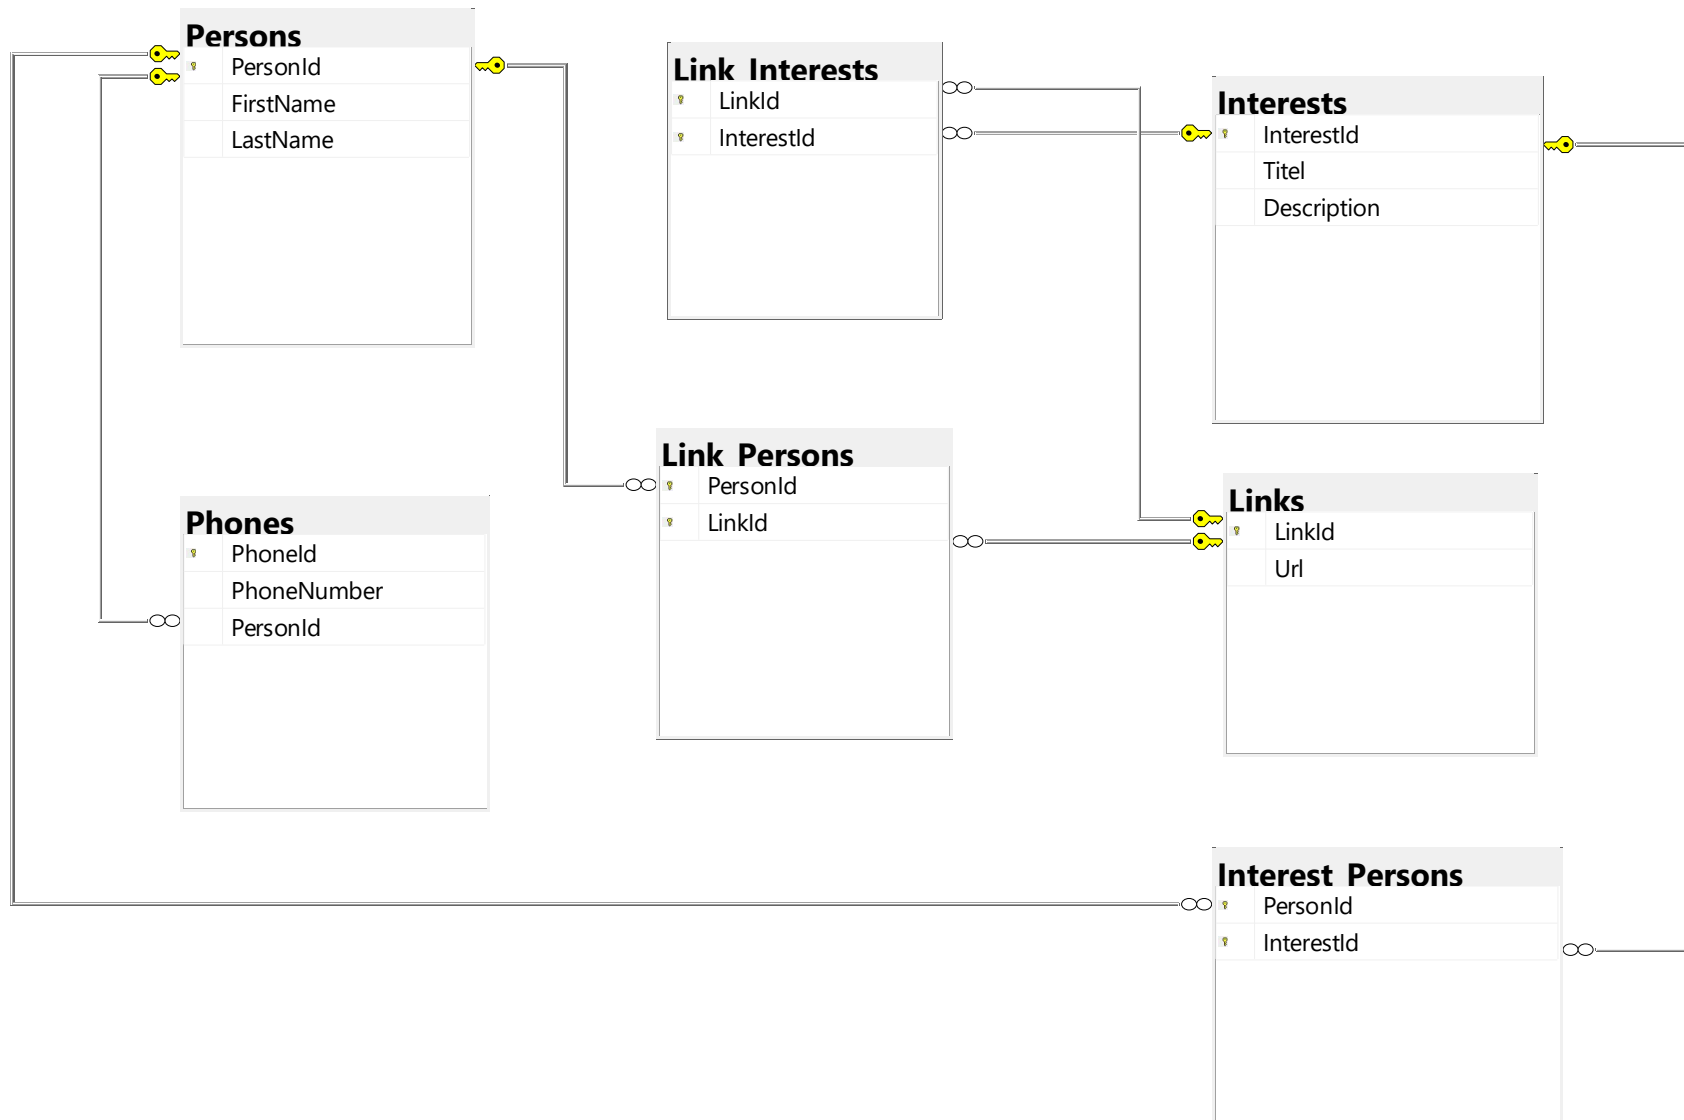 Persons
PersonId
FirstName
LastName
Link_Interests
LinkId
InterestId
Interests
InterestId
Titel
Description
Link_Persons
PersonId
LinkId
Links
LinkId
Url
Phones
PhoneId
PhoneNumber
PersonId
Interest_Persons
PersonId
InterestId